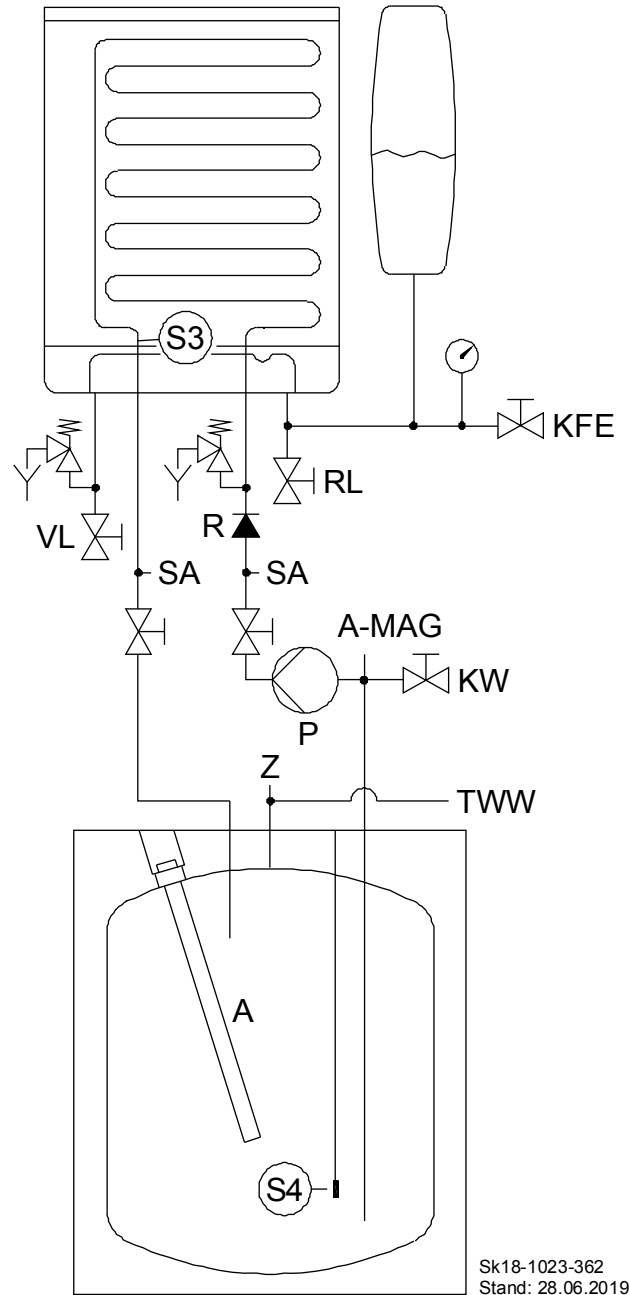 S3
KFE
RL
VL
R
SA
SA
A-MAG
KW
P
Z
TWW
A
S4
Sk18-1023-362
Stand: 28.06.2019